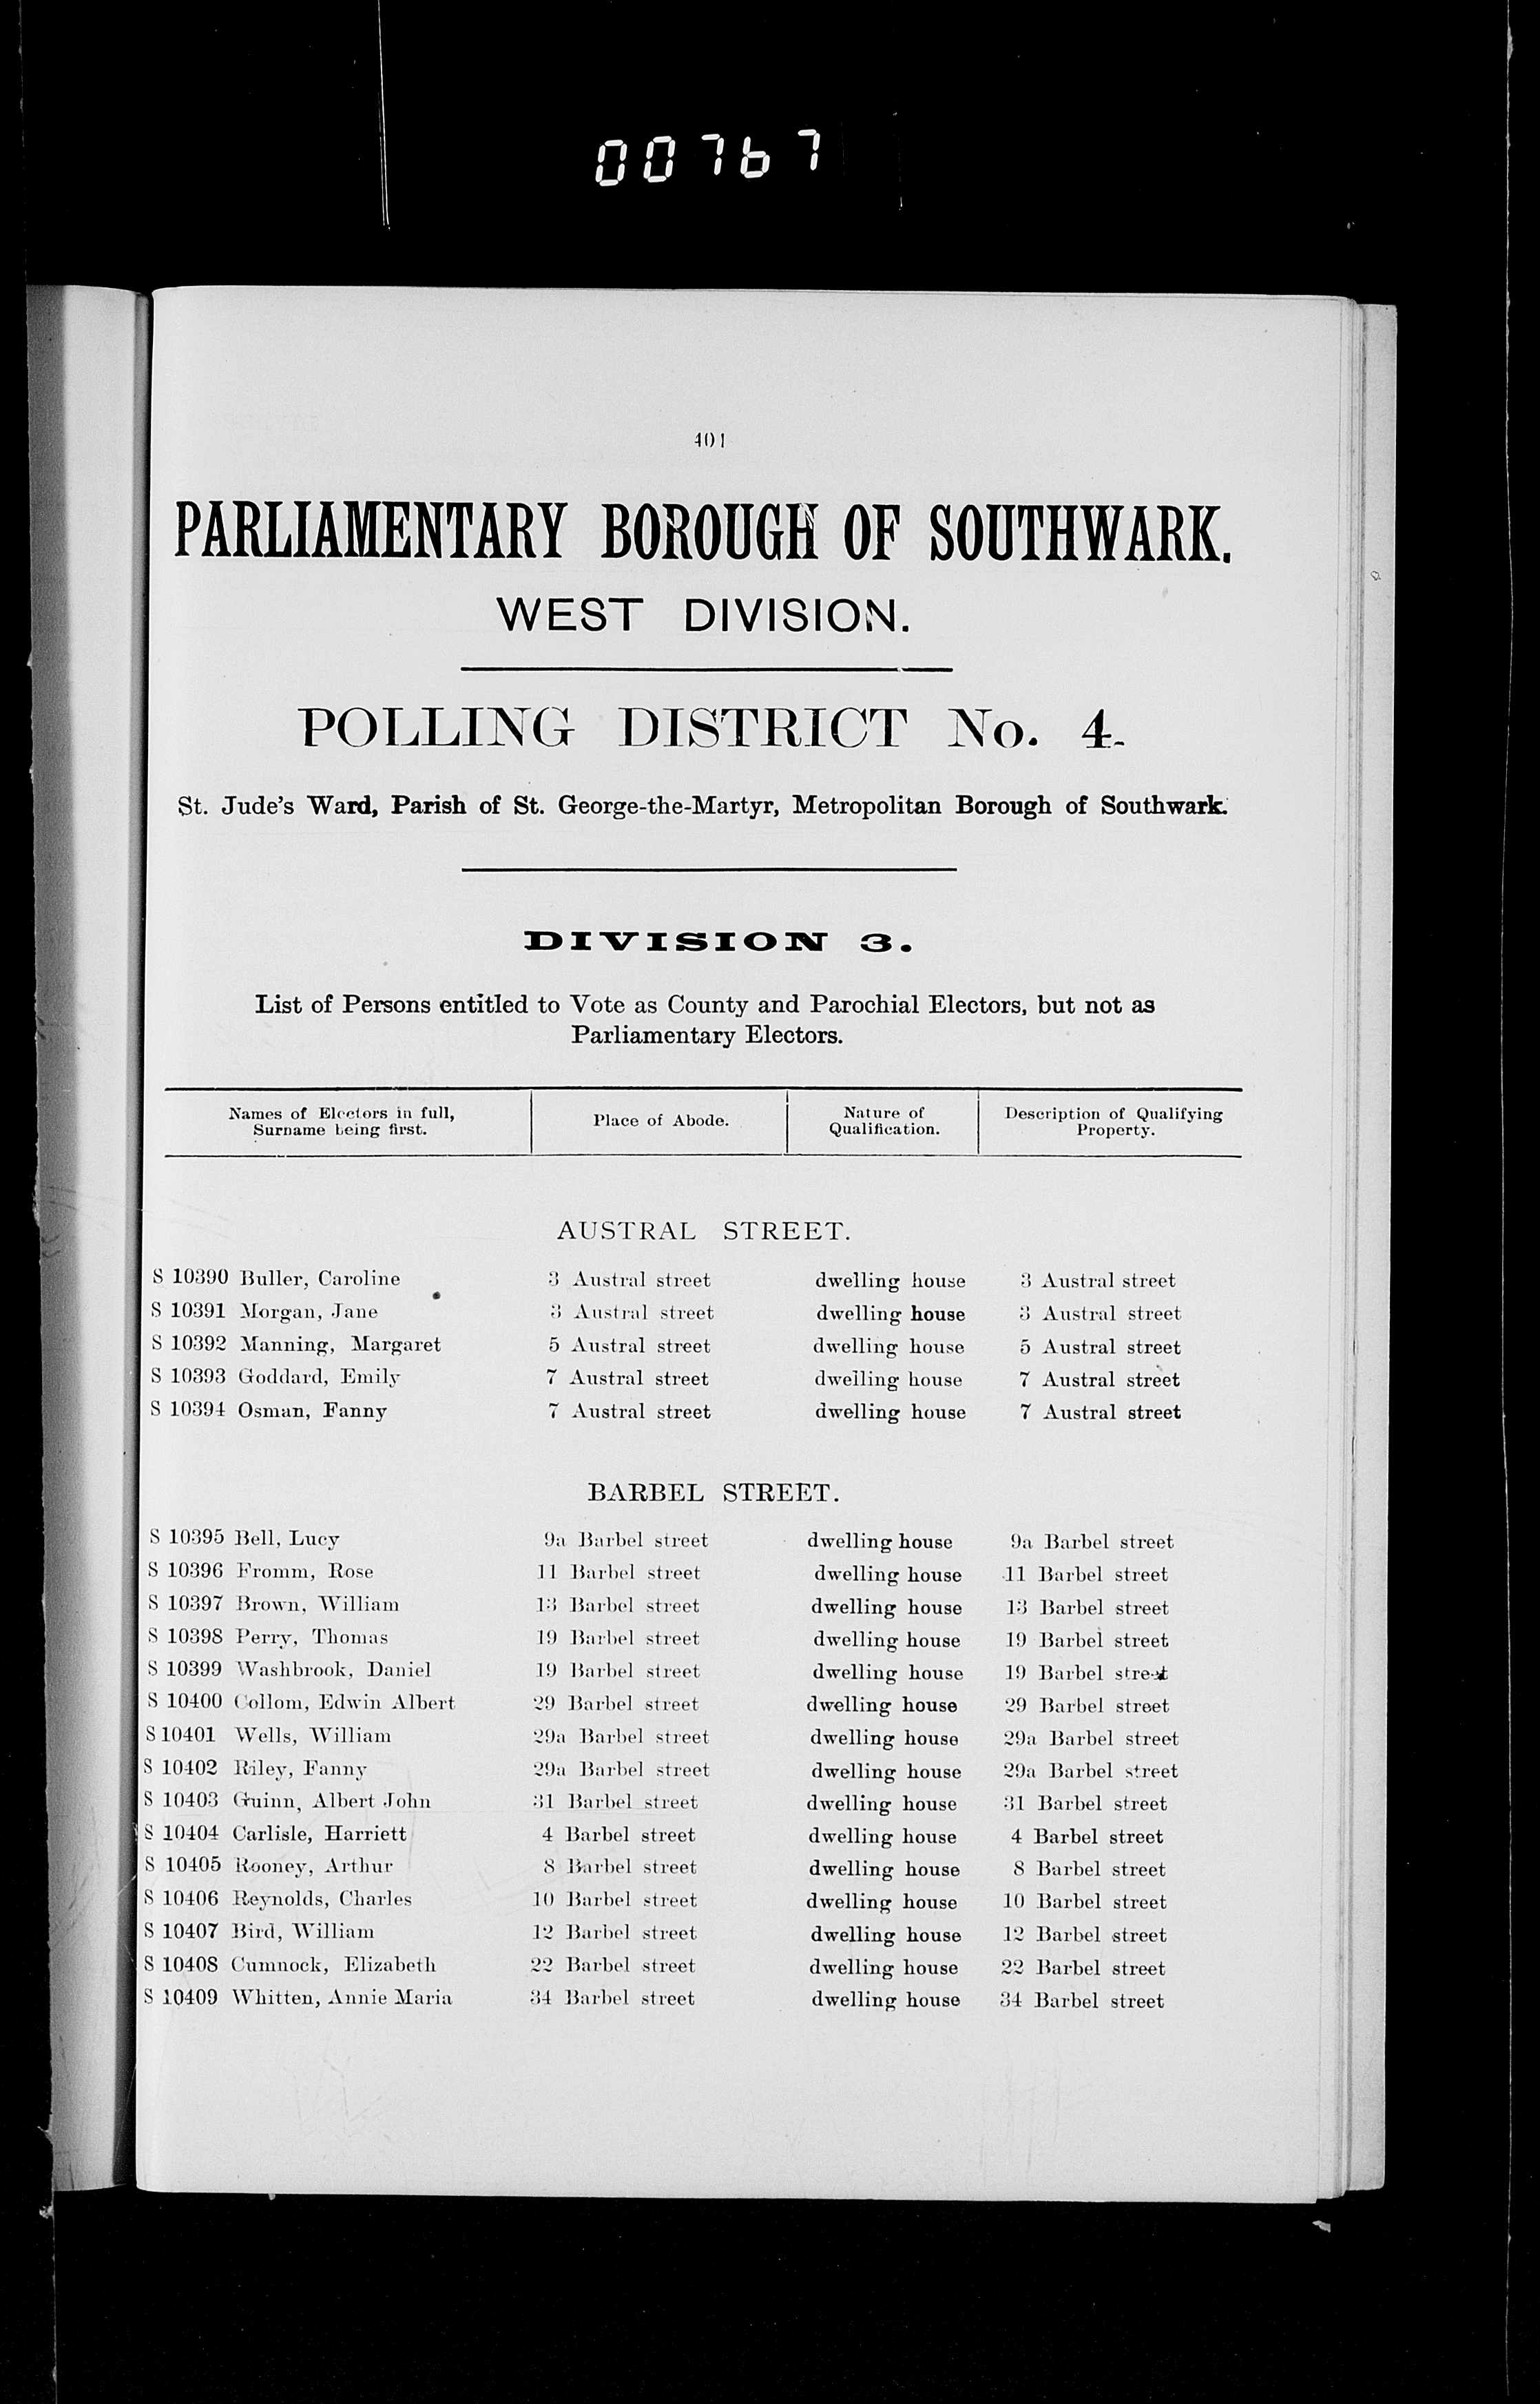 00767
401
PARLIAMENTARY BOROUGH OF SOUTHWARK.
WEST DIVISION.
POLLING DISTRICT No. 4.
St. Jude's Ward, Parish of St. George-the-Martyr, Metropolitan Borough of Southwark.
DIVISION 3.
List of Persons entitled to Vote as County and Parochial Electors, but not as
Parliamentary Electors.
Names of Electors in full, Surname being first. Place of Abode. Nature of Qualification. Description of Qualifying Property.
AUSTRAL STREET.
S 10390 Buller, Caroline 3 Austral street dwelling house 3 Austral street
S 10391 Morgan, Jane 3 Austral street dwelling house 3 Austral street
S 10392 Manning, Margaret 5 Austral street dwelling house 5 Austral street
S 10393 Goddard, Emily 7 Austral street dwelling house 7 Austral street
S 10394 Osman, Fanny 7 Austral street dwelling house 7 Austral street
BARBEL STREET.
S 10395 Bell, Lucy 9a Barbel street dwelling house 9a Barbel street
S 10396 Fromm, Rose 11 Barbel street dwelling house 11 Barbel street
S 10397 Brown, William 13 Barbel street dwelling house 13 Barbel street
S 10398 Perry, Thomas 19 Barbel street dwelling house 19 Barbel street
S 10399 Washbrook, Daniel 19 Barbel street dwelling house 19 Barbel street
S 10400 Collom, Edwin Albert 29 Barbel street dwelling house 29 Barbel street
S 10401 Wells, William 29a Barbel street dwelling house 29a Barbel street
S 10402 Riley, Fanny 29a Barbel street dwelling house 29a Barbel street
S 10403 Guinn, Albert John 31 Barbel street dwelling house 31 Barbel street
S 10404 Carlisle, Harriett 4 Barbel street dwelling house 4 Barbel street
S 10405 Rooney, Arthur 8 Barbel street dwelling house 8 Barbel street
S 10406 Reynolds, Charles 10 Barbel street dwelling house 10 Barbel street
S 10407 Bird, William 12 Barbel street dwelling house 12 Barbel street
S 10408 Cumnock, Elizabeth 22 Barbel street dwelling house 22 Barbel street
S 10409 Whitten, Annie Maria 34 Barbel street dwelling house 34 Barbel street